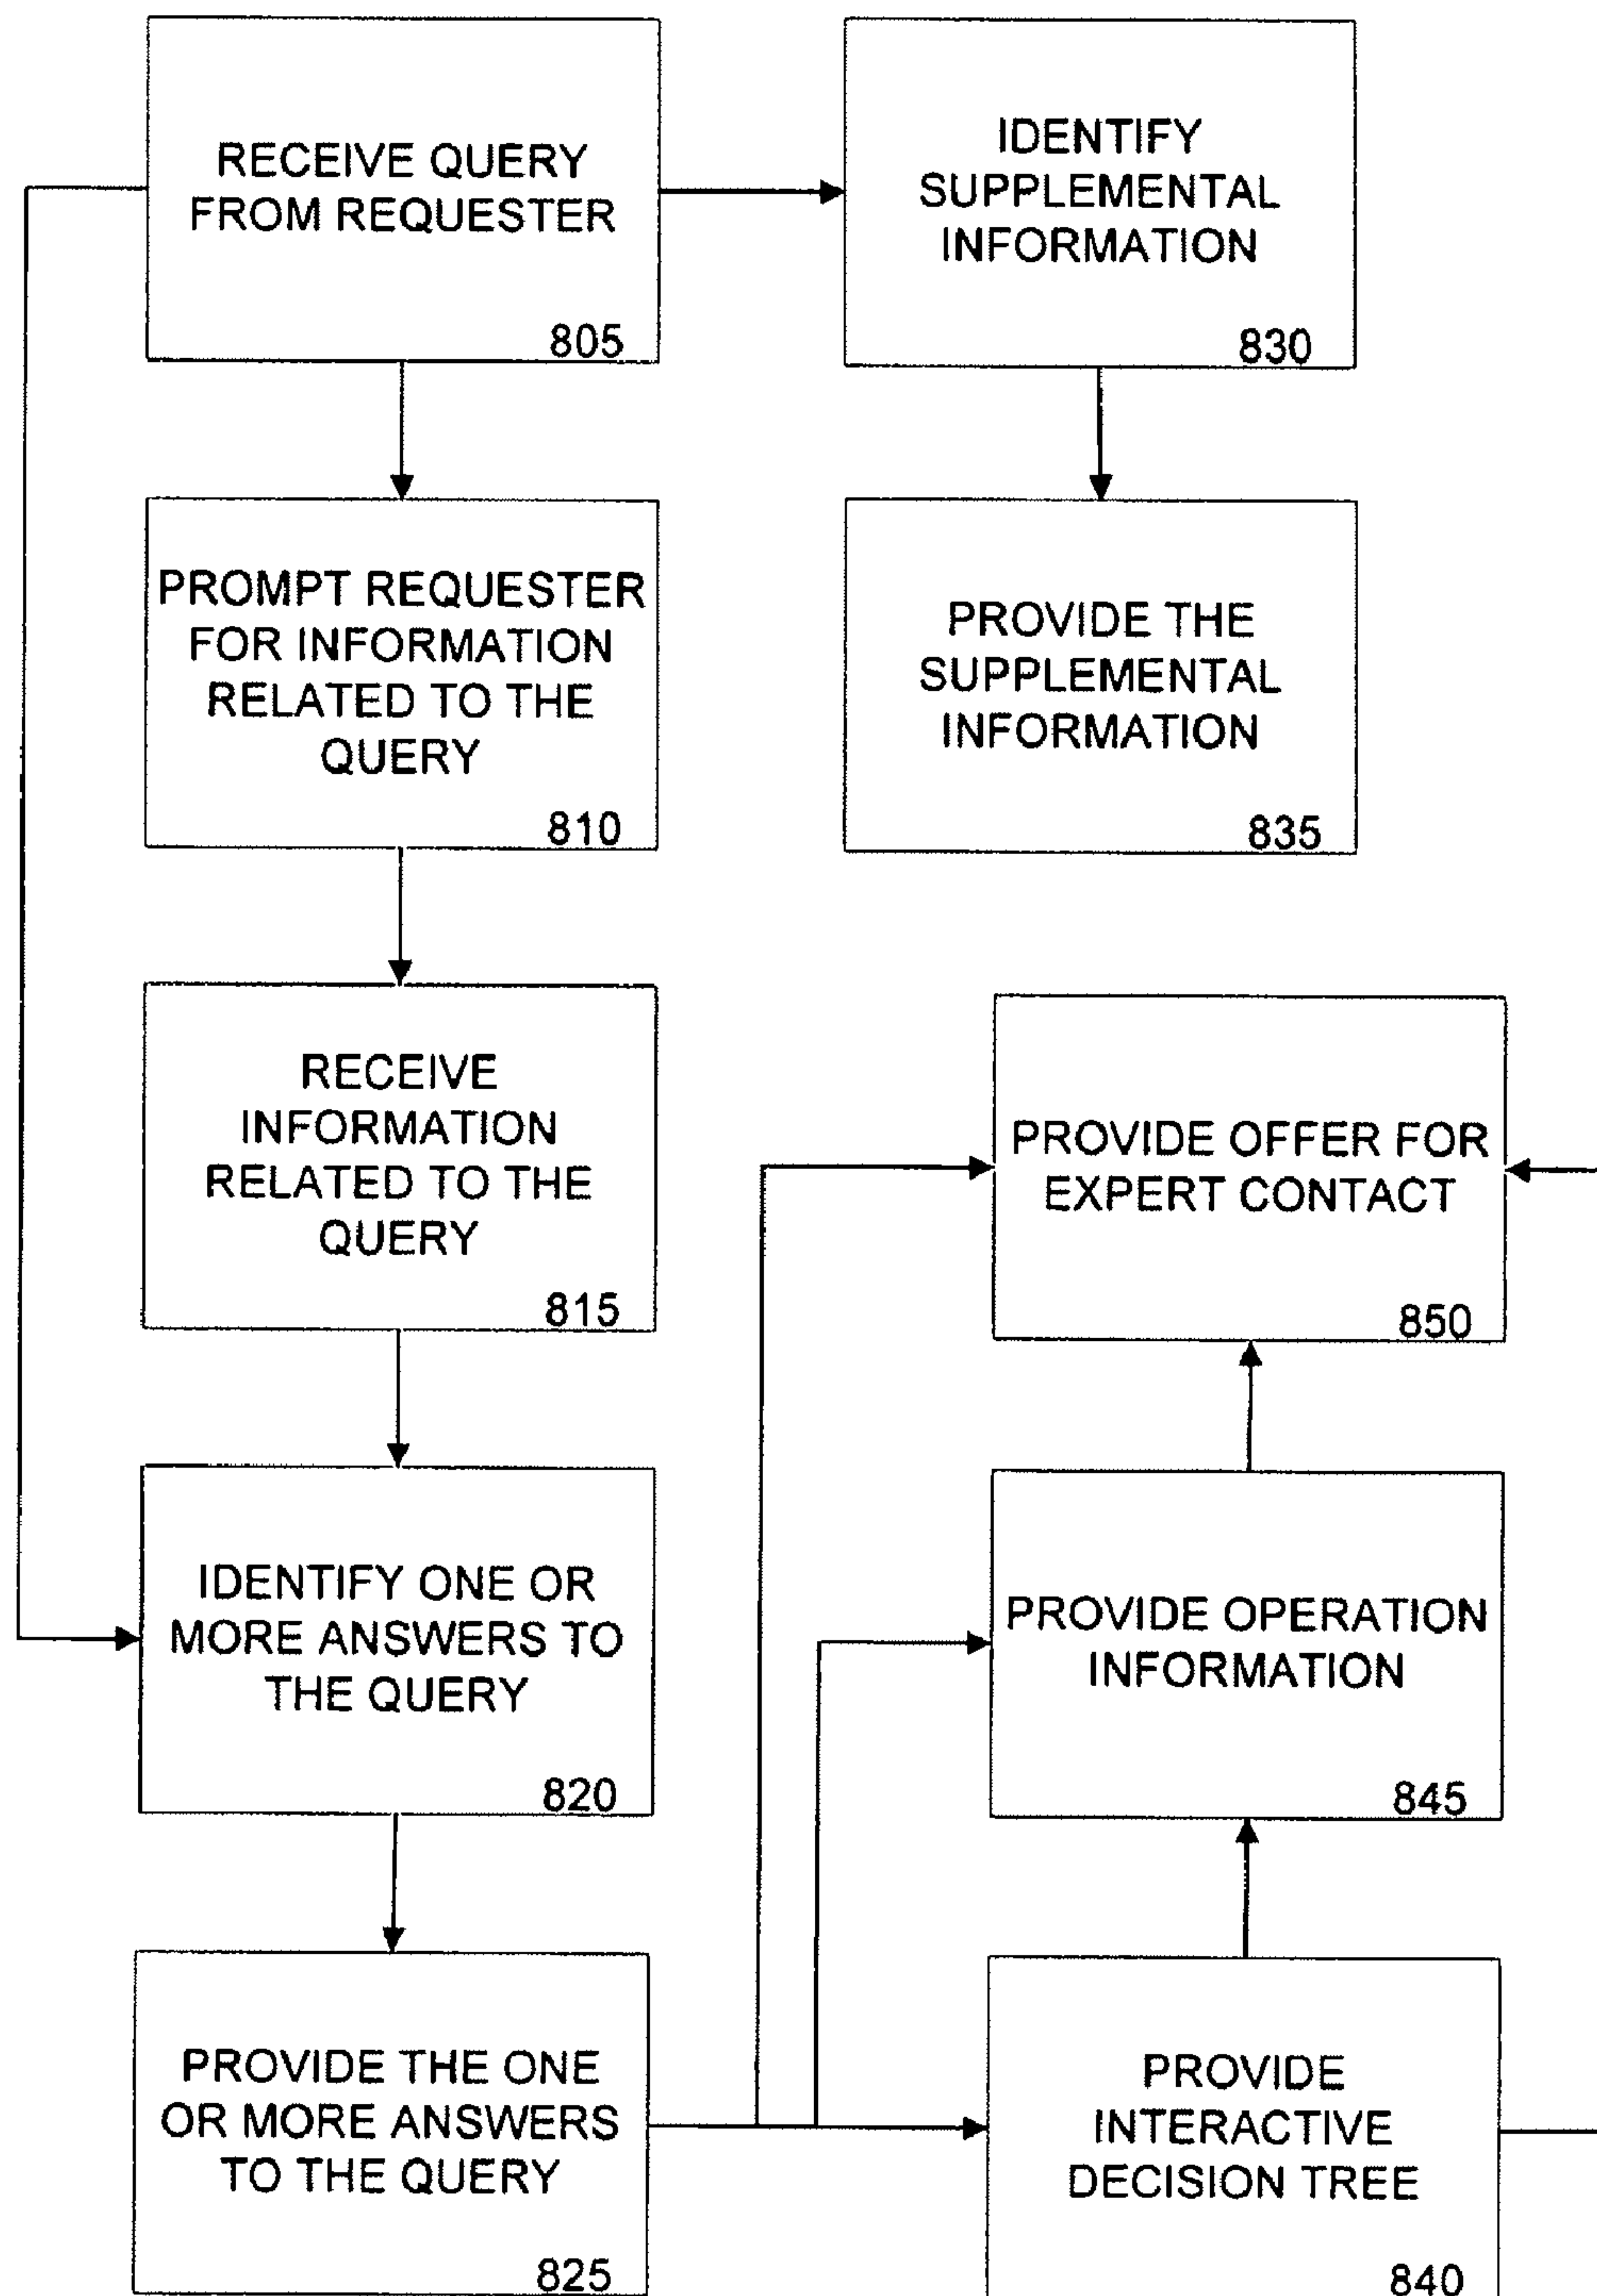 RECEIVE QUERY
FROM REQUESTER
805
IDENTIFY
SUPPLEMENTAL
INFORMATION
830
PROMPT REQUESTER
FOR INFORMATION
RELATED TO THE
QUERY
810
PROVIDE THE
SUPPLEMENTAL
INFORMATION
835
RECEIVE
INFORMATION
RELATED TO THE
QUERY
815
PROVIDE OFFER FOR
EXPERT CONTACT
850
IDENTIFY ONE OR
MORE ANSWERS TO
THE QUERY
820
PROVIDE OPERATION
INFORMATION
845
PROVIDE THE ONE
OR MORE ANSWERS
TO THE QUERY
825
PROVIDE
INTERACTIVE
DECISION TREE
840